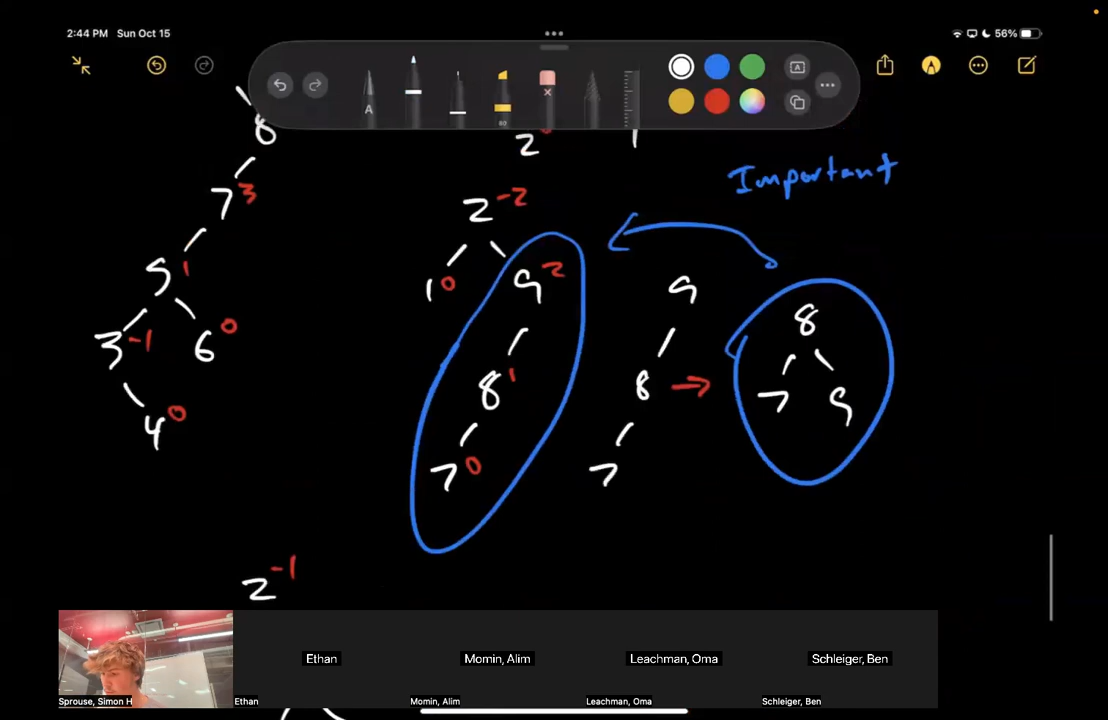 2:44 PM Sun Oct 15
56%
A
80
A
8
2
Important
7 3
2 -2
5 1
1 0
9 2
9
8
3 -1
6 0
8 1
8
7
9
4 0
7 0
7
2 -1
Ethan
Momin, Alim
Leachman, Oma
Schleiger, Ben
Sprouse, Simon H
Ethan
Momin, Alim
Leachman, Oma
Schleiger, Ben